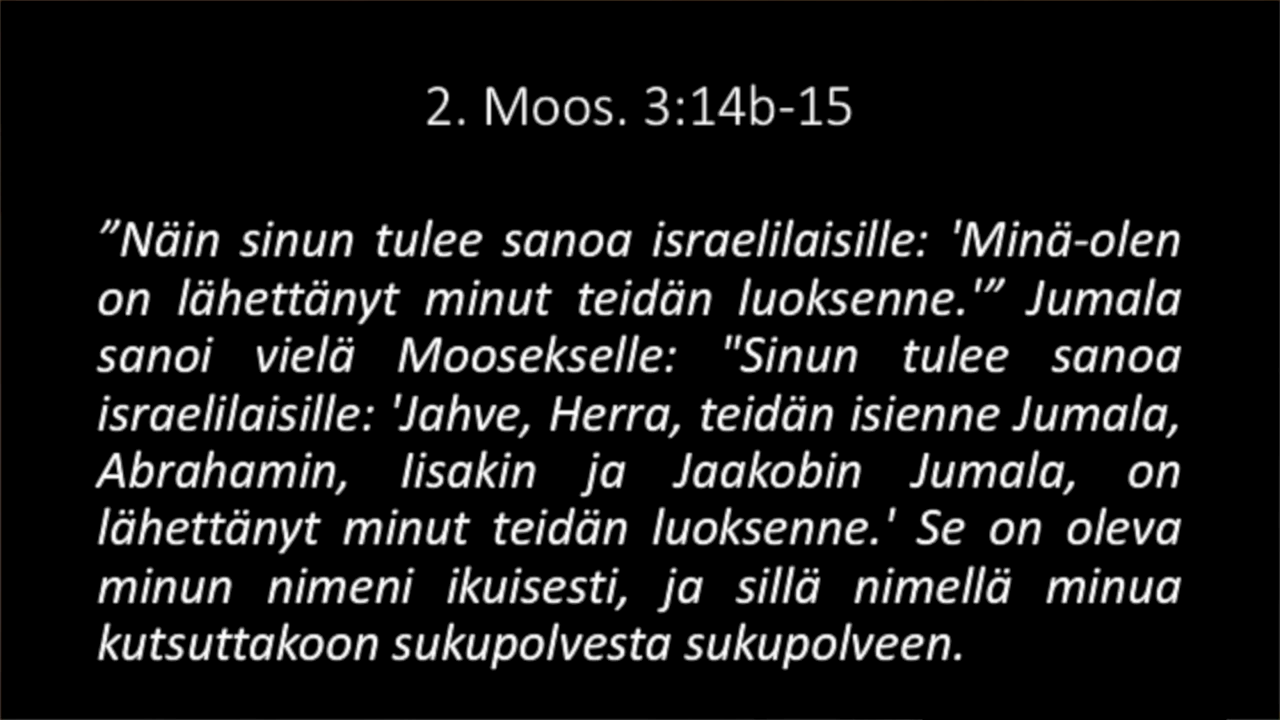 2. Moos. 3:14b-15
”Näin sinun tulee sanoa israelilaisille: 'Minä-olen
on lähettänyt minut teidän luoksenne.'” Jumala
sanoi vielä Moosekselle: "Sinun tulee sanoa
israelilaisille: 'Jahve, Herra, teidän isienne Jumala,
Abrahamin, Iisakin ja Jaakobin Jumala, on
lähettänyt minut teidän luoksenne.' Se on oleva
minun nimeni ikuisesti, ja sillä nimellä minua
kutsuttakoon sukupolvesta sukupolveen.